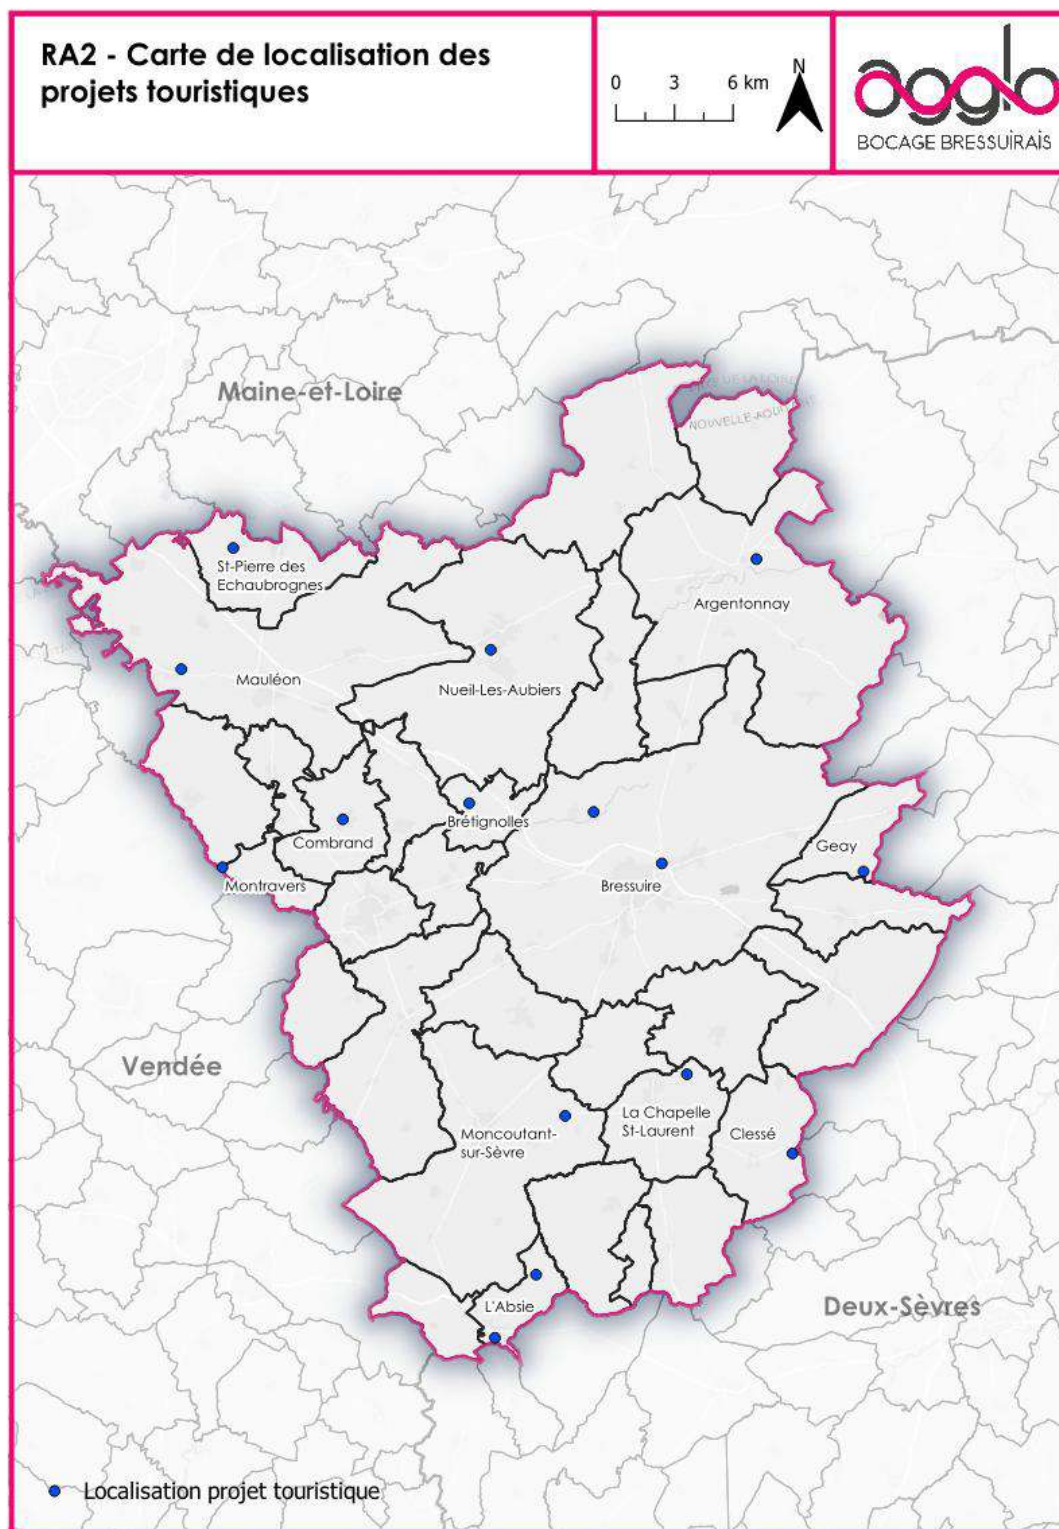 RA2 - Carte de localisation des
projets touristiques
0 3 6 km
N
agglo
BOCAGE BRESSUIRAIS
Maine-et-Loire
NOUVELLE-AQUITAINE
St-Pierre des
Echaubrognes
Argentonnay
Mauléon
Nueil-Les-Aubiers
Brétignolles
Combrand
Geay
Montravers
Bressuire
Vendée
La Chapelle
St-Laurent
Clessé
Moncoutant-
sur-Sèvre
L'Absie
Deux-Sèvres
Localisation projet touristique